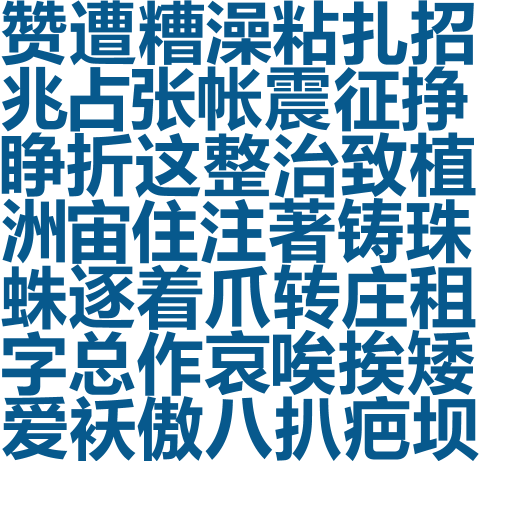 赞遭糟澡粘扎招
兆占张帐震征挣
睁折这整治致植
洲宙住注著铸珠
蛛逐着爪转庄租
字总作哀唉挨矮
爱袄傲八扒疤坝